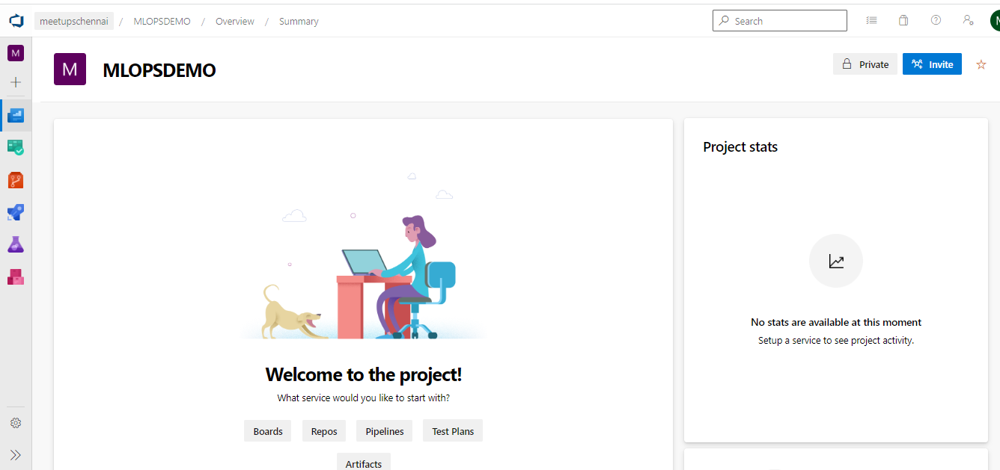 meetupschennai / MLOPSDEMO / Overview / Summary
Search
M
M
MLOPSDEMO
Private
Invite
Project stats
No stats are available at this moment
Setup a service to see project activity.
Welcome to the project!
What service would you like to start with?
Boards Repos Pipelines Test Plans
Artifacts